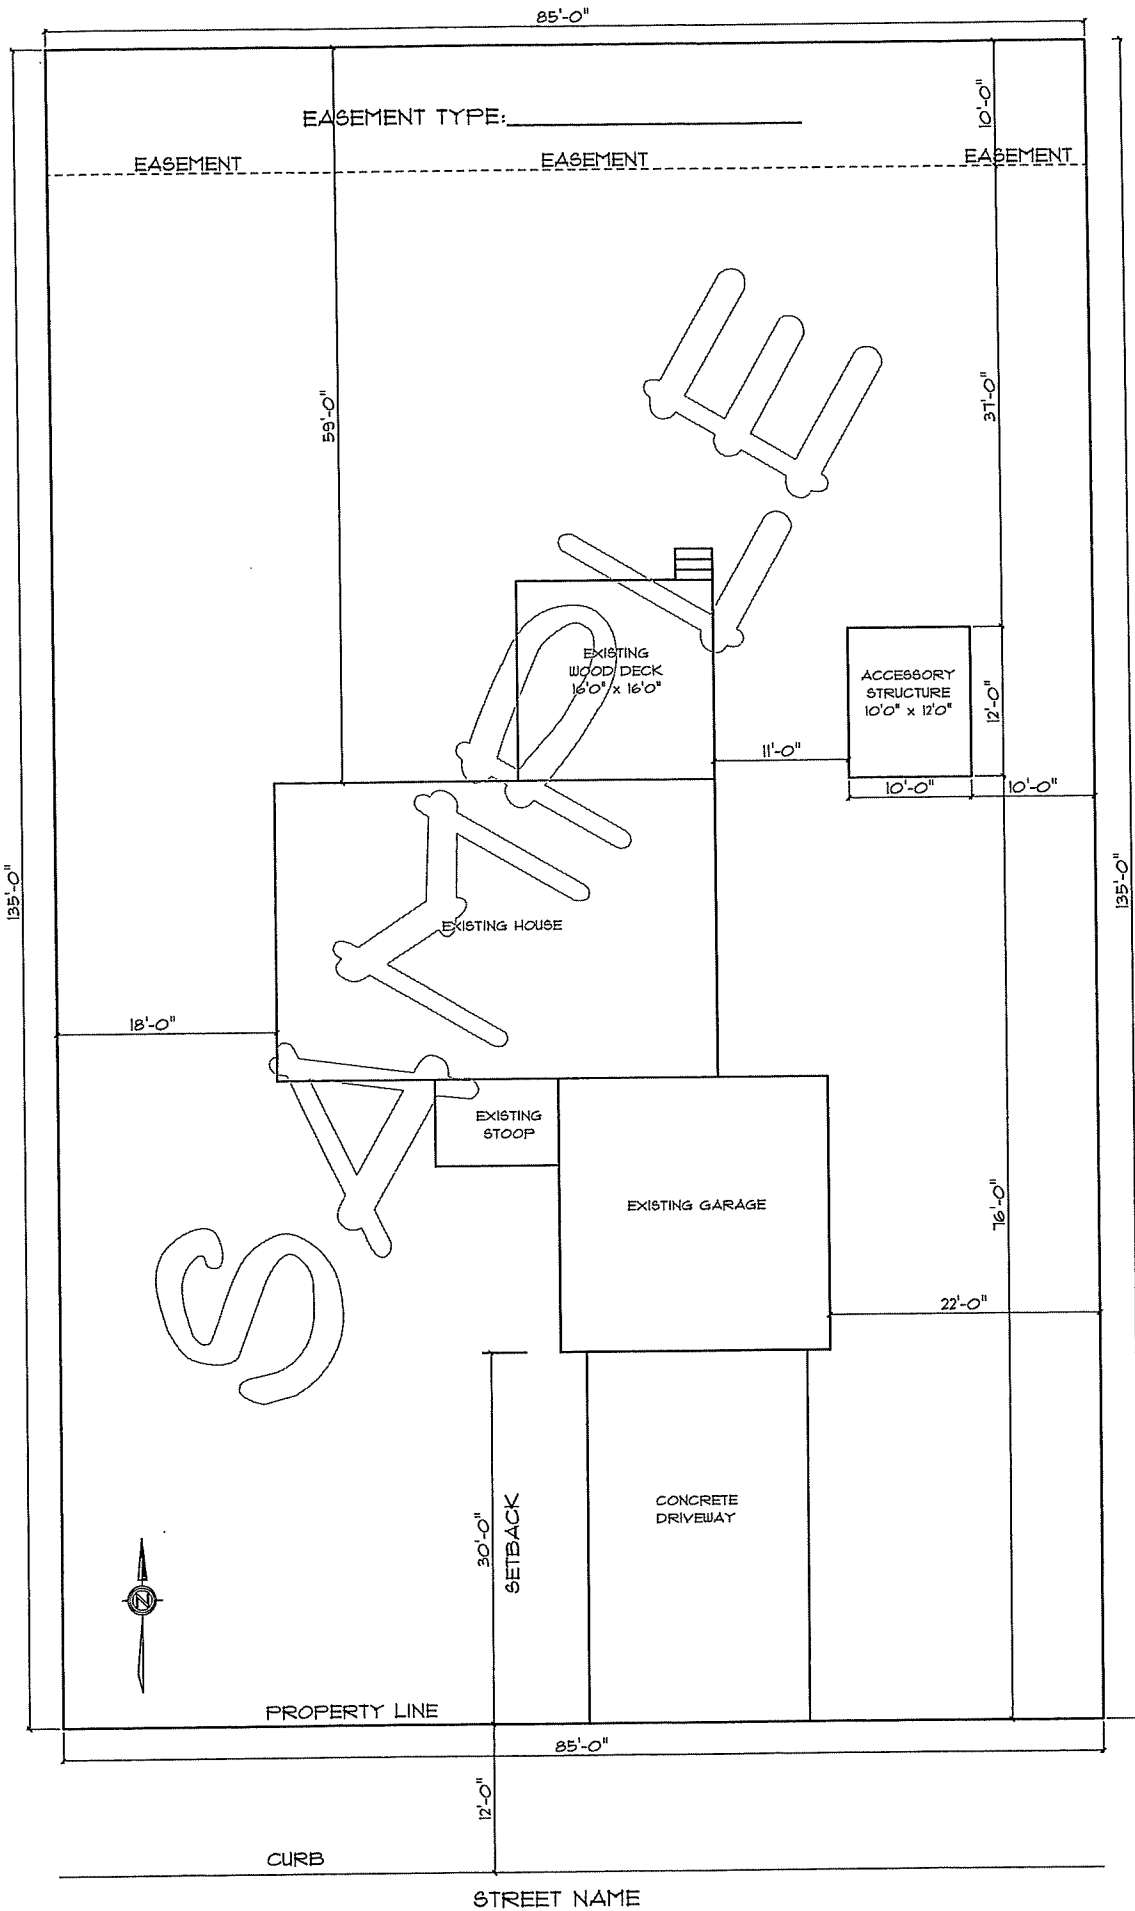 85'-0"
10'-0"
EASEMENT TYPE:
EASEMENT EASEMENT EASEMENT
59'-0"
37'-0"
EXISTING
WOOD DECK
16'0" x 16'0"
ACCESSORY
STRUCTURE
10'0" x 12'0"
12'-0"
11'-0"
10'-0" 10'-0"
135'-0"
135'-0"
EXISTING HOUSE
18'-0"
EXISTING
STOOP
EXISTING GARAGE
76'-0"
22'-0"
SAMPLE
30'-0"
SETBACK
CONCRETE
DRIVEWAY
N
PROPERTY LINE
85'-0"
12'-0"
CURB
STREET NAME